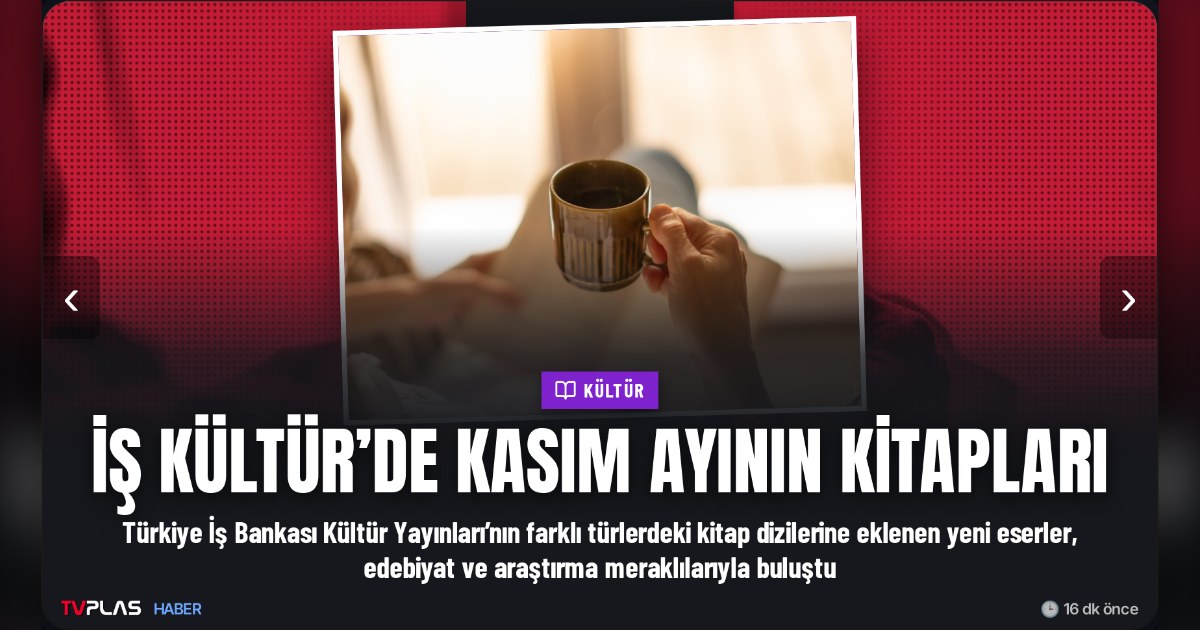 KÜLTÜR
İŞ KÜLTÜR’DE KASIM AYININ KİTAPLARI
Türkiye İş Bankası Kültür Yayınları’nın farklı türlerdeki kitap dizilerine eklenen yeni eserler,
edebiyat ve araştırma meraklılarıyla buluştu
TVPLAS HABER
16 dk önce